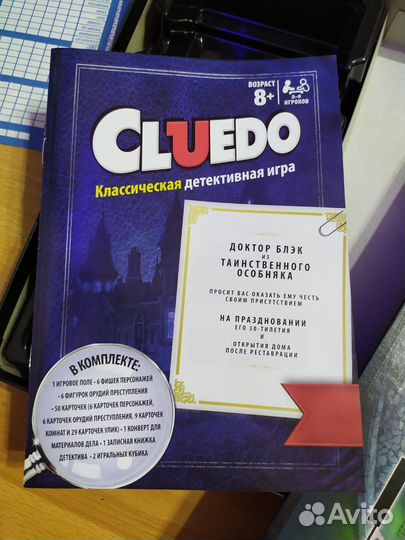 ВОЗРАСТ
8+
2–6
ИГРОКОВ
CLUEDO
Классическая детективная игра
ДОКТОР БЛЭК
ИЗ
ТАИНСТВЕННОГО
ОСОБНЯКА
ПРОСИТ ВАС ОКАЗАТЬ ЕМУ ЧЕСТЬ
СВОИМ ПРИСУТСТВИЕМ
НА ПРАЗДНОВАНИИ
ЕГО 30-ТИЛЕТИЯ
И
ОТКРЫТИЯ ДОМА
ПОСЛЕ РЕСТАВРАЦИИ
В КОМПЛЕКТЕ:
1 ИГРОВОЕ ПОЛЕ • 6 ФИШЕК ПЕРСОНАЖЕЙ
• 6 ФИГУРОК ОРУДИЙ ПРЕСТУПЛЕНИЯ
• 50 КАРТОЧЕК (6 КАРТОЧЕК ПЕРСОНАЖЕЙ,
6 КАРТОЧЕК ОРУДИЙ ПРЕСТУПЛЕНИЯ, 9 КАРТОЧЕК
КОМНАТ И 29 КАРТОЧЕК УЛИК) • 1 КОНВЕРТ ДЛЯ
МАТЕРИАЛОВ ДЕЛА • 1 ЗАПИСНАЯ КНИЖКА
ДЕТЕКТИВА • 2 ИГРАЛЬНЫХ КУБИКА
Avito